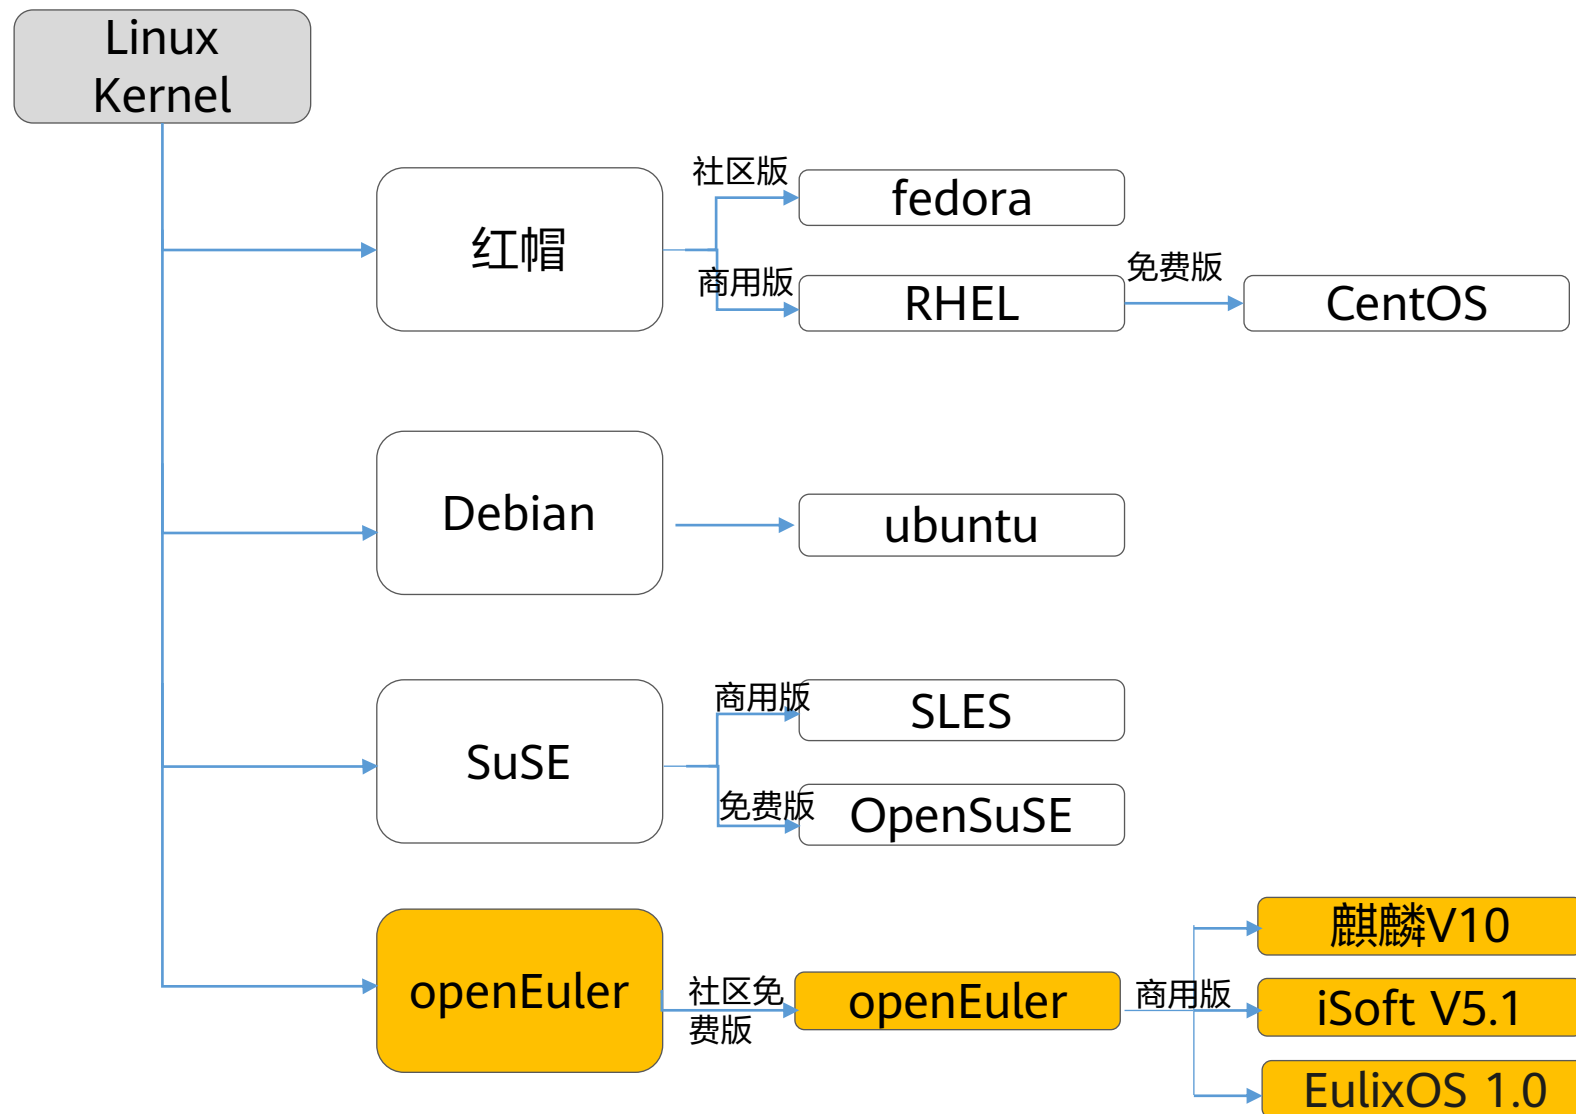 Linux
Kernel
社区版
fedora
红帽
商用版
RHEL
免费版
CentOS
Debian
ubuntu
商用版
SLES
SuSE
免费版
OpenSuSE
麒麟V10
openEuler
社区免
费版
openEuler
商用版
iSoft V5.1
EulixOS 1.0